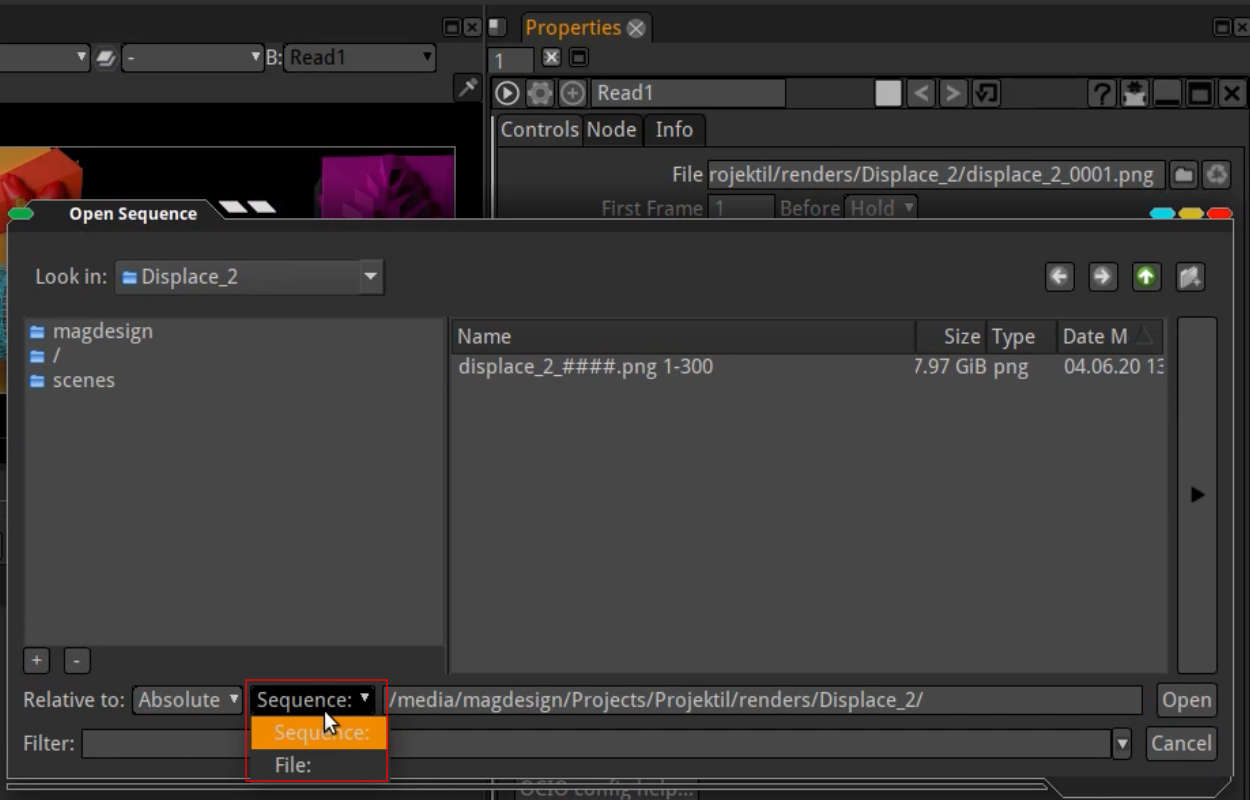 Properties
-
B: Read1
1
Read1
?
Controls Node Info
File rojektil/renders/Displace_2/displace_2_0001.png
First Frame 1 Before Hold
Open Sequence
Look in: Displace_2
magdesign
/
scenes
Name Size Type Date M
displace_2_####.png 1-300 7.97 GiB png 04.06.20 13
+ -
Relative to: Absolute Sequence: /media/magdesign/Projects/Projektil/renders/Displace_2/ Open
Sequence:
Filter: Cancel
File:
OCIO config help...